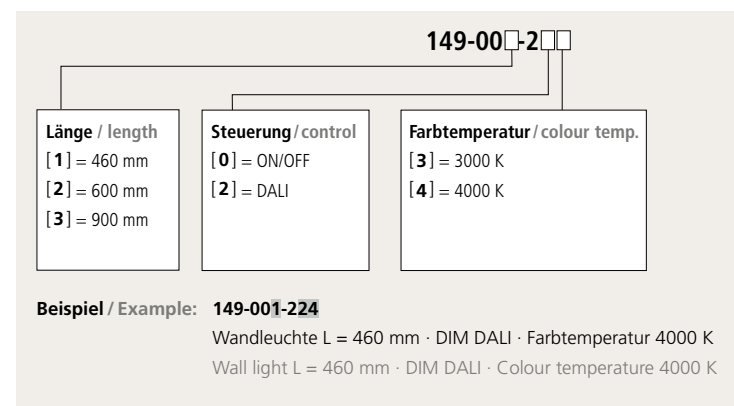 149-00□-2□□
Länge / length
[1] = 460 mm
[2] = 600 mm
[3] = 900 mm
Steuerung / control
[0] = ON/OFF
[2] = DALI
Farbtemperatur / colour temp.
[3] = 3000 K
[4] = 4000 K
Beispiel / Example: 149-001-224
Wandleuchte L = 460 mm · DIM DALI · Farbtemperatur 4000 K
Wall light L = 460 mm · DIM DALI · Colour temperature 4000 K